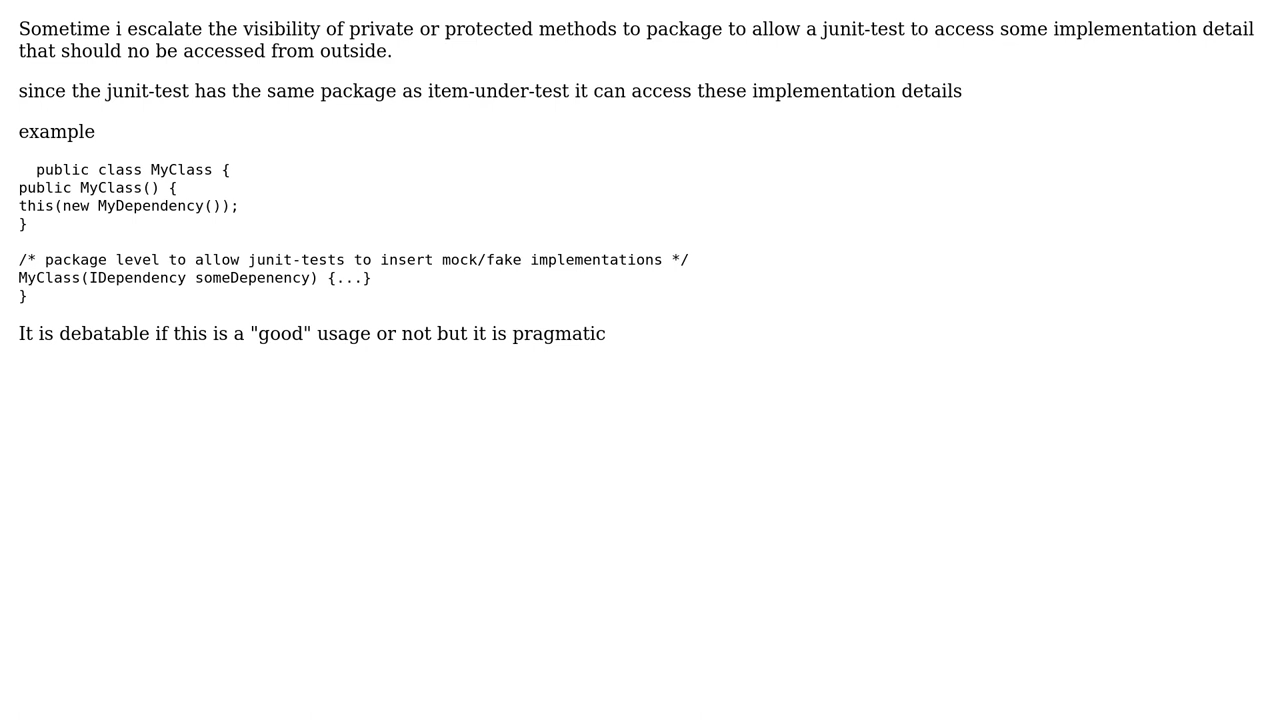 Sometime i escalate the visibility of private or protected methods to package to allow a junit-test to access some implementation detail
that should no be accessed from outside.
since the junit-test has the same package as item-under-test it can access these implementation details
example
  public class MyClass {
public MyClass() {
this(new MyDependency());
}
/* package level to allow junit-tests to insert mock/fake implementations */
MyClass(IDependency someDepenency) {...}
}
It is debatable if this is a "good" usage or not but it is pragmatic